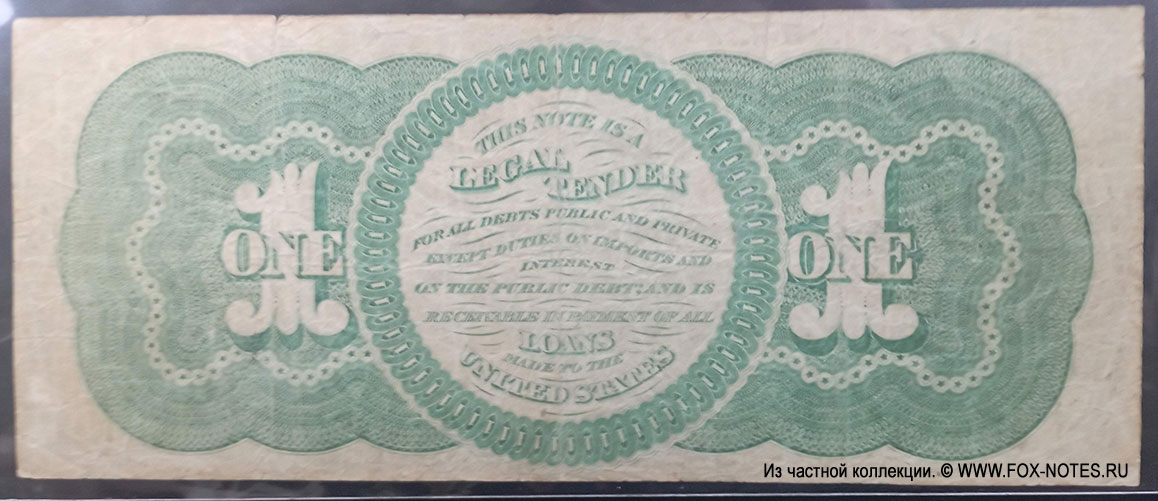 THIS NOTE IS A
LEGAL
TENDER
FOR ALL DEBTS PUBLIC AND PRIVATE
EXCEPT DUTIES ON IMPORTS AND
INTEREST
ON THE PUBLIC DEBT; AND IS
RECEIVABLE IN PAYMENT OF ALL
LOANS
MADE TO THE
UNITED STATES
1
ONE
1
ONE
Из частной коллекции. © WWW.FOX-NOTES.RU